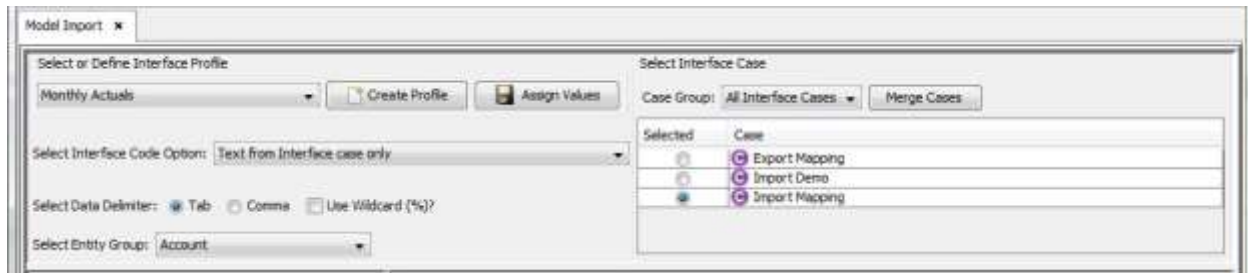 Model Import
Select or Define Interface Profile
Monthly Actuals
Create Profile
Assign Values
Select Interface Code Option: Text from Interface case only
Select Data Delimiter: Tab Comma Use Wildcard (%)?
Select Entity Group: Account
Select Interface Case
Case Group: All Interface Cases Merge Cases
Selected Case
Export Mapping
Import Demo
Import Mapping